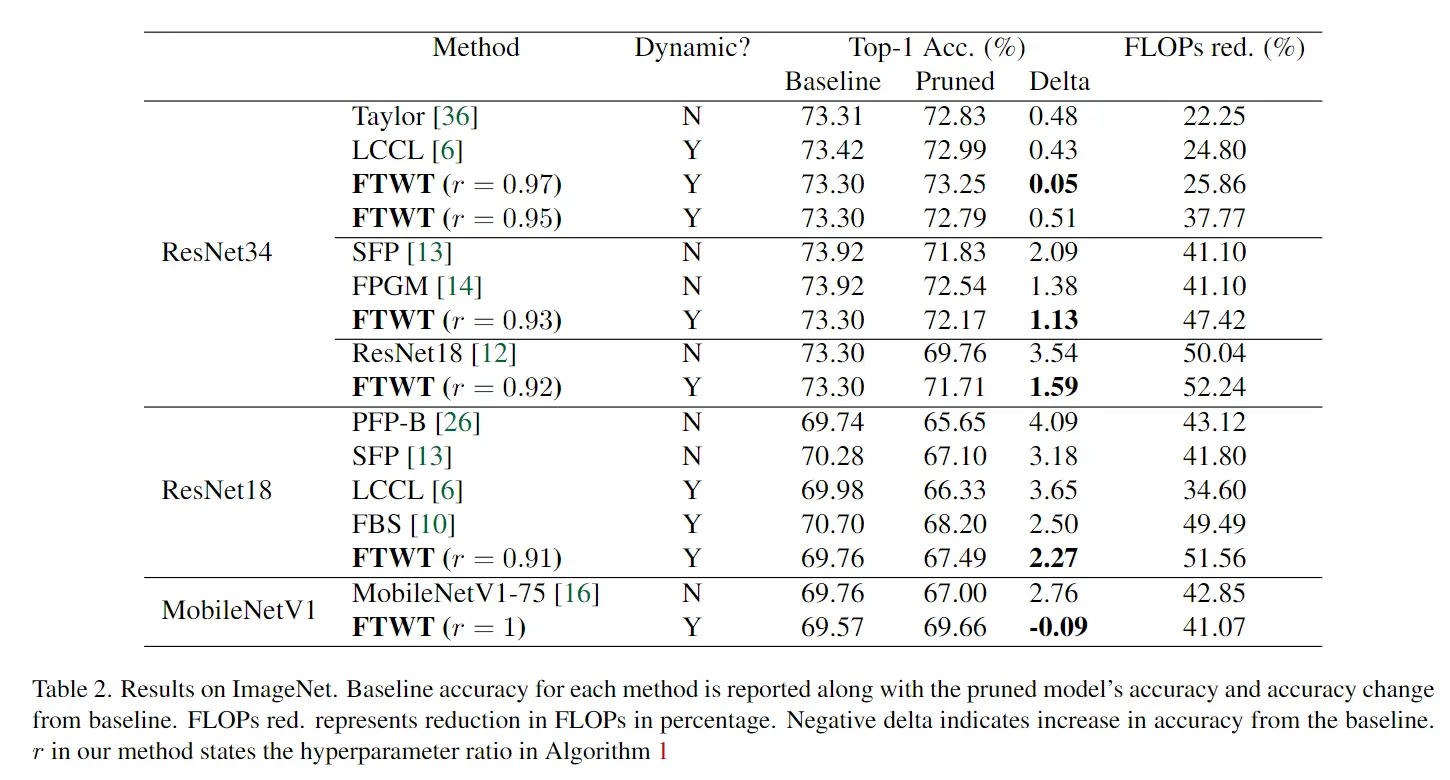 Method Dynamic? Top-1 Acc. (%) FLOPs red. (%)
Baseline Pruned Delta
Taylor [36] N 73.31 72.83 0.48 22.25
LCCL [6] Y 73.42 72.99 0.43 24.80
FTWT (r = 0.97) Y 73.30 73.25 0.05 25.86
FTWT (r = 0.95) Y 73.30 72.79 0.51 37.77
ResNet34 SFP [13] N 73.92 71.83 2.09 41.10
FPGM [14] N 73.92 72.54 1.38 41.10
FTWT (r = 0.93) Y 73.30 72.17 1.13 47.42
ResNet18 [12] N 73.30 69.76 3.54 50.04
FTWT (r = 0.92) Y 73.30 71.71 1.59 52.24
PFP-B [26] N 69.74 65.65 4.09 43.12
SFP [13] N 70.28 67.10 3.18 41.80
ResNet18 LCCL [6] Y 69.98 66.33 3.65 34.60
FBS [10] Y 70.70 68.20 2.50 49.49
FTWT (r = 0.91) Y 69.76 67.49 2.27 51.56
MobileNetV1 MobileNetV1-75 [16] N 69.76 67.00 2.76 42.85
FTWT (r = 1) Y 69.57 69.66 -0.09 41.07
Table 2. Results on ImageNet. Baseline accuracy for each method is reported along with the pruned model's accuracy and accuracy change
from baseline. FLOPs red. represents reduction in FLOPs in percentage. Negative delta indicates increase in accuracy from the baseline.
r in our method states the hyperparameter ratio in Algorithm 1